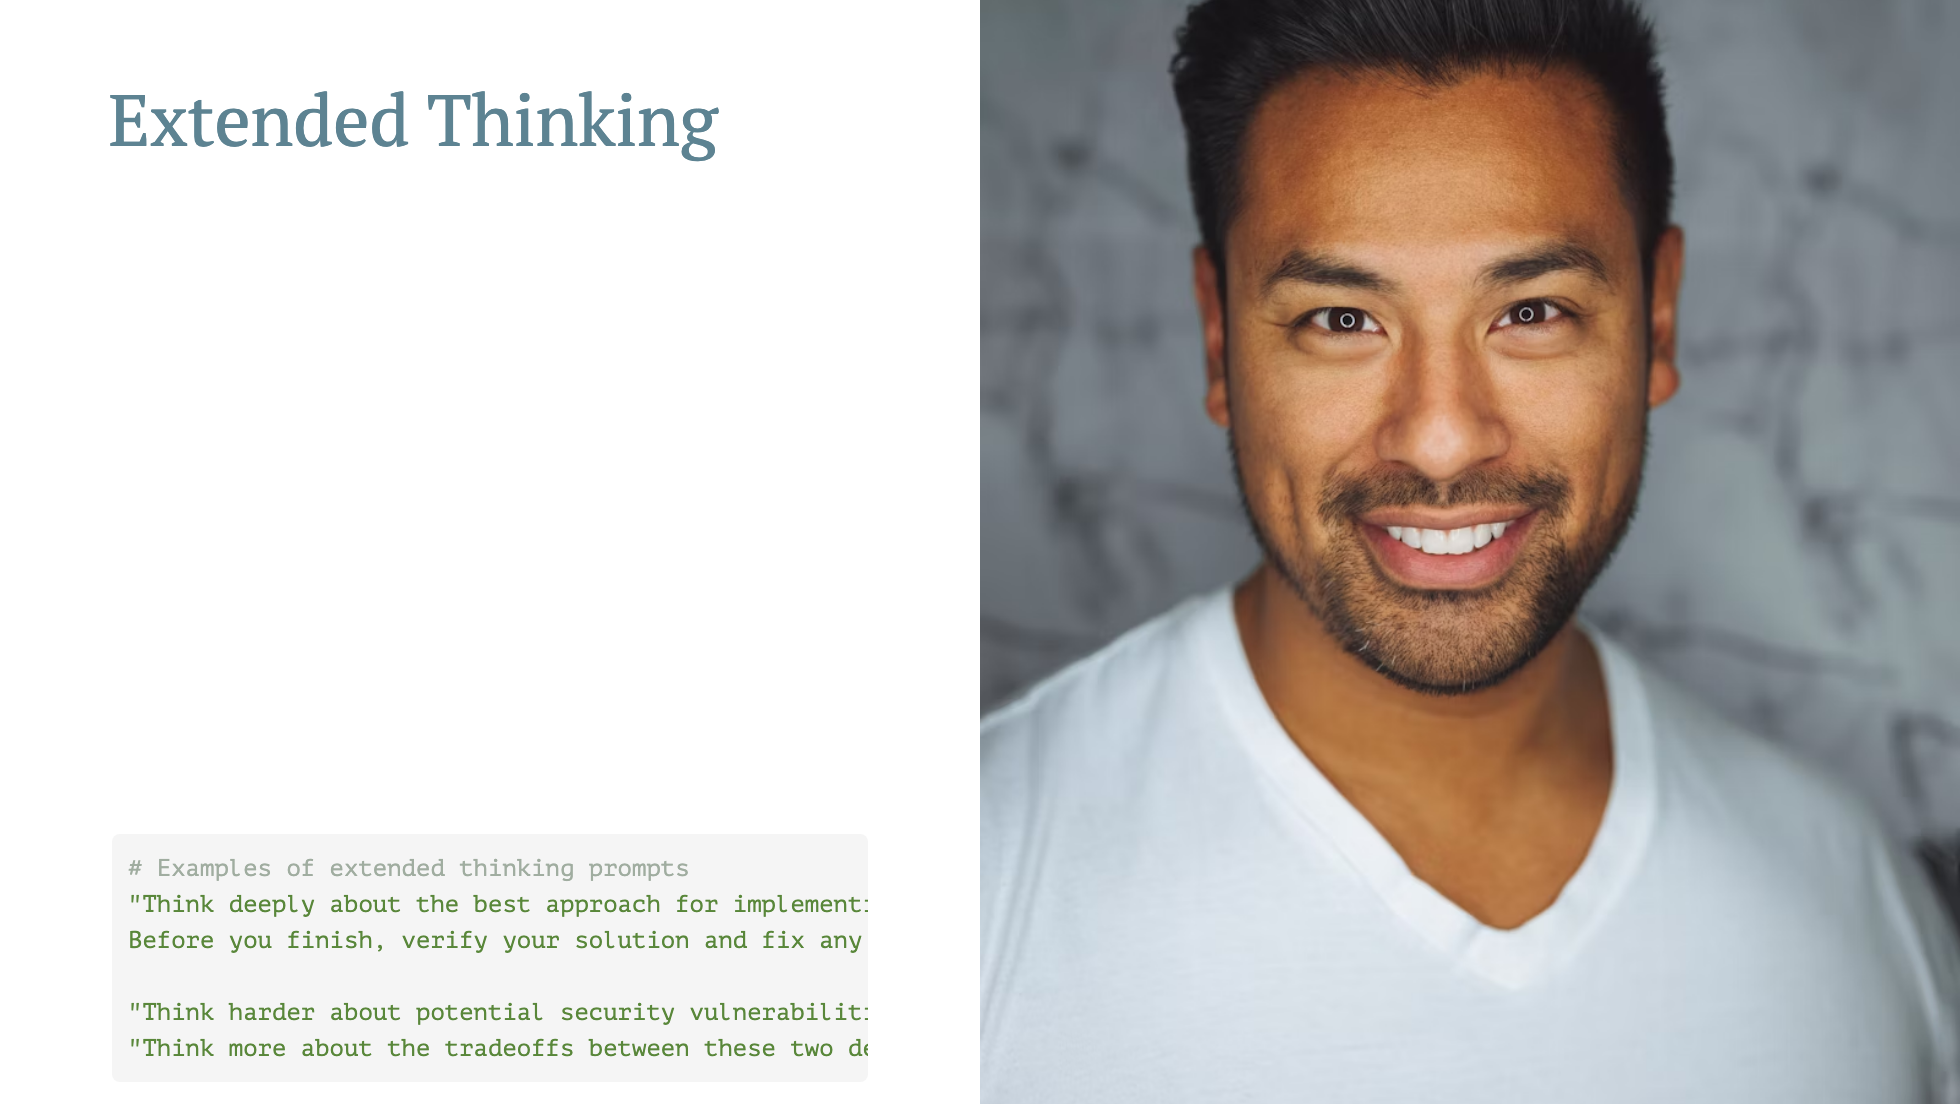 Extended Thinking
# Examples of extended thinking prompts
"Think deeply about the best approach for
Before you finish, verify your solution and fix any
"Think harder about potential security
"Think more about the tradeoffs between these two